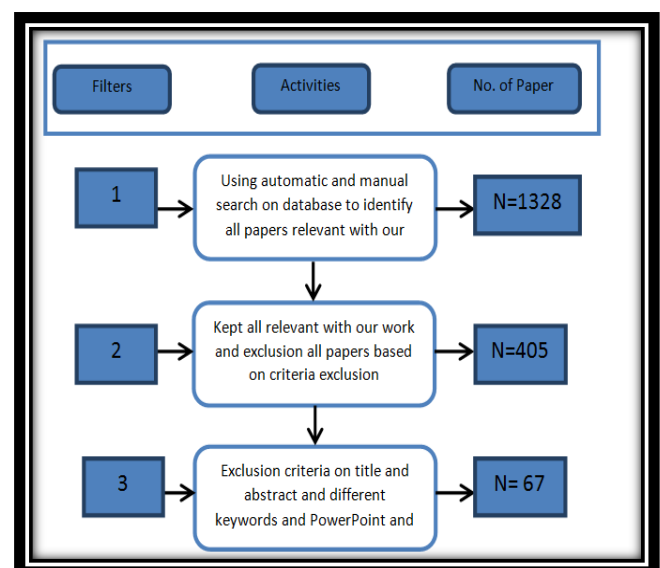 Filters
Activities
No. of Paper
1
Using automatic and manual
search on database to identify
all papers relevant with our
N=1328
2
Kept all relevant with our work
and exclusion all papers based
on criteria exclusion
N=405
3
Exclusion criteria on title and
abstract and different
keywords and PowerPoint and
N= 67